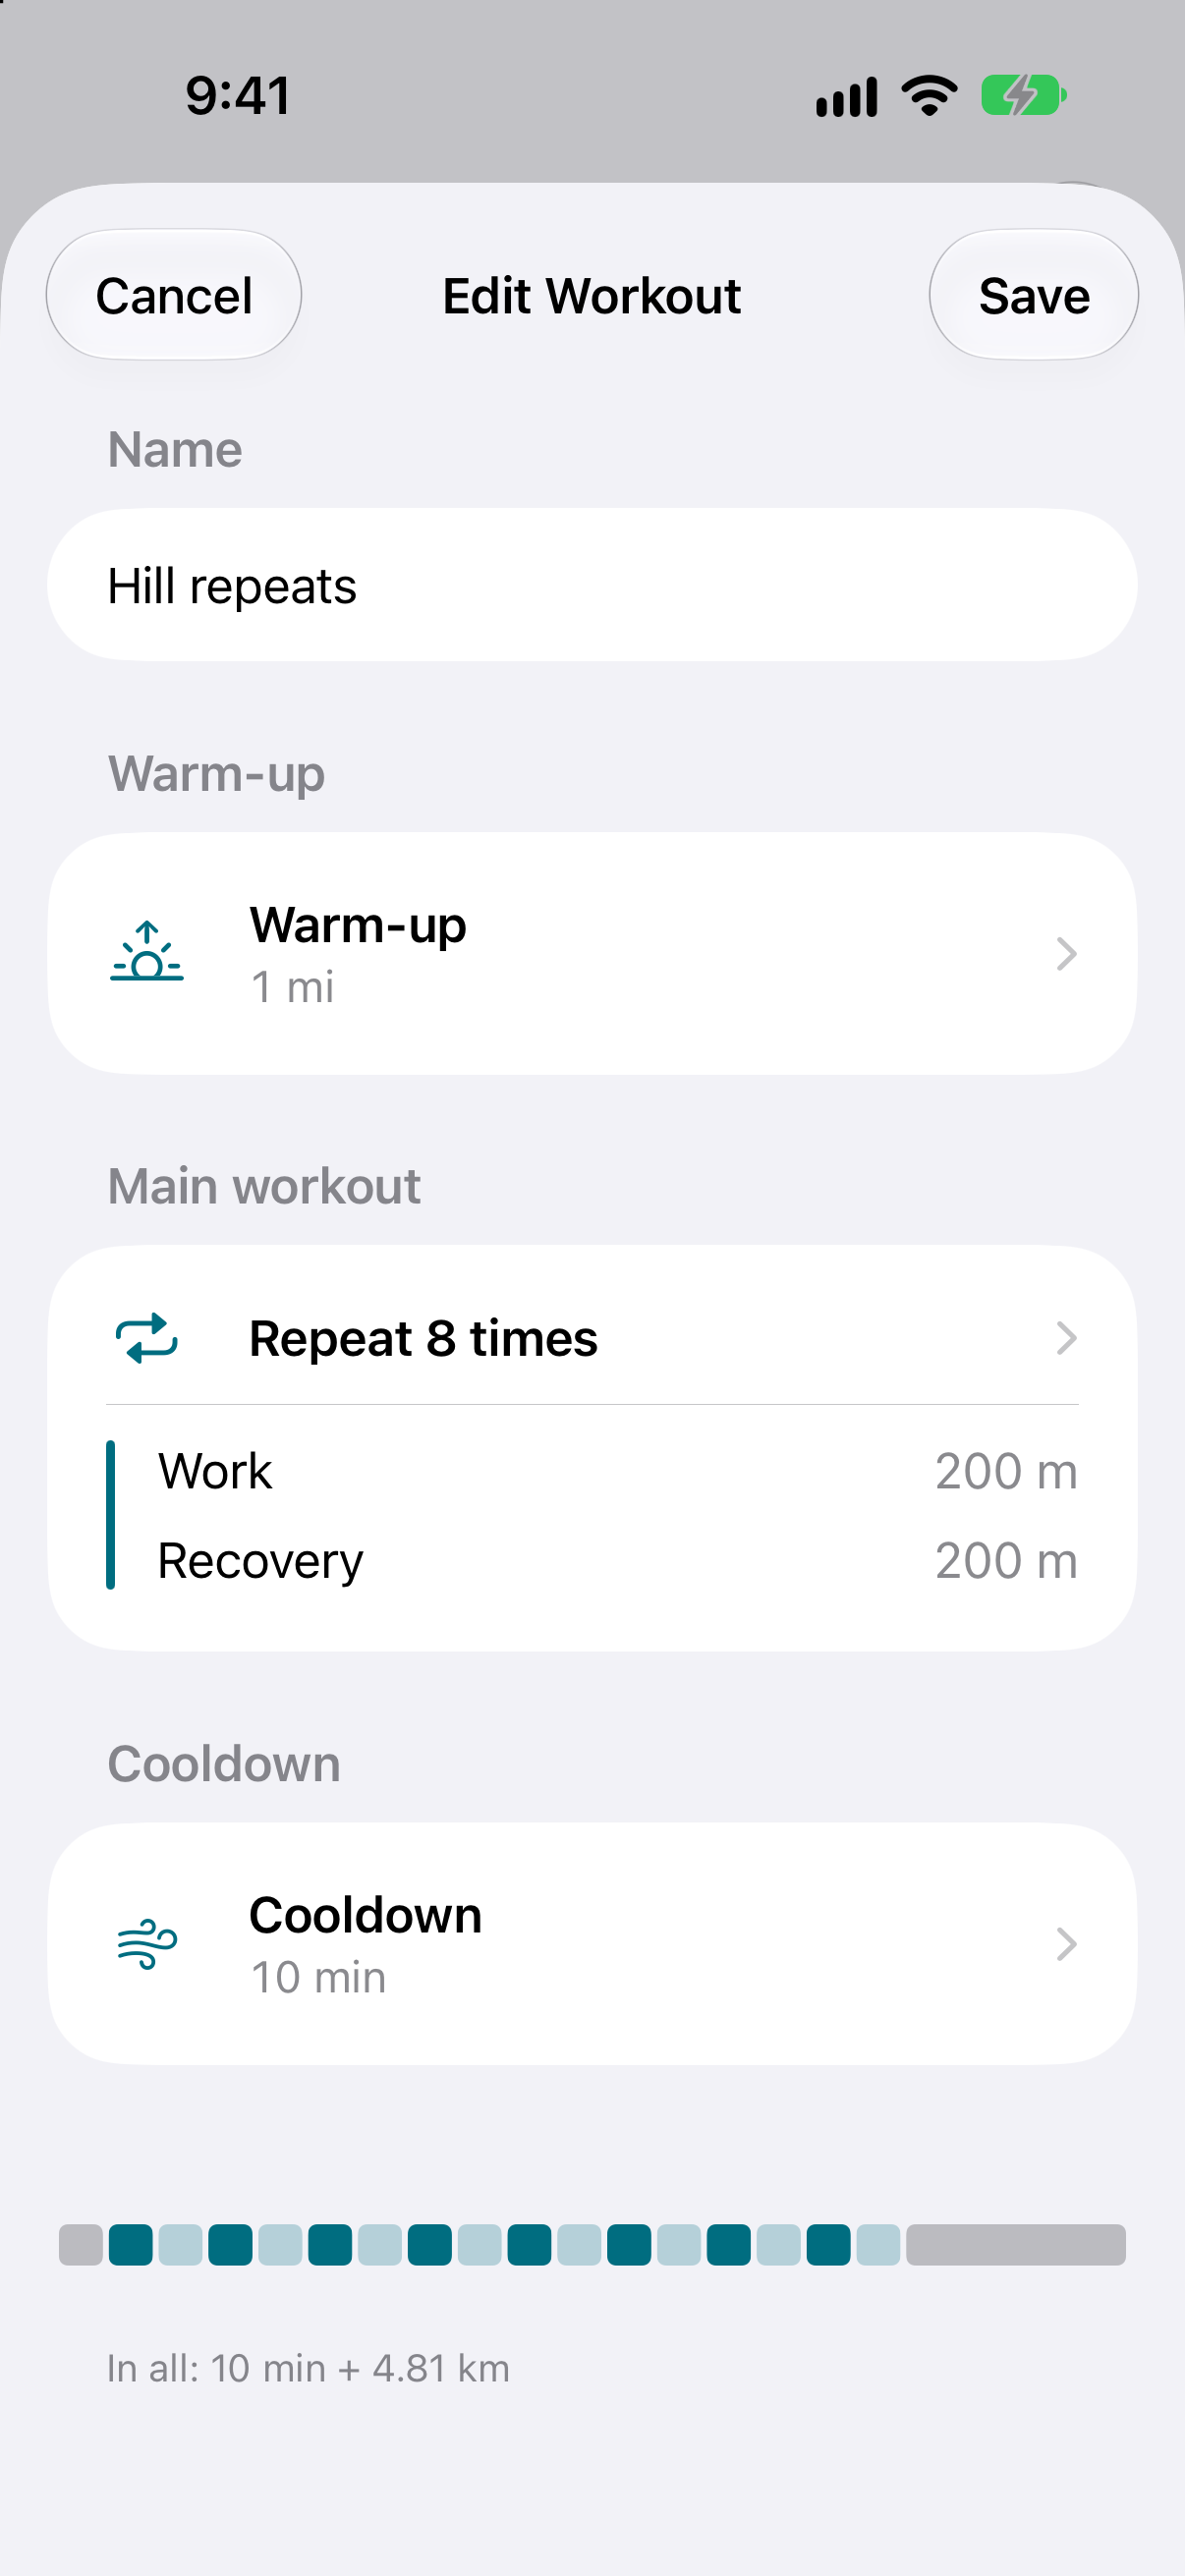 9:41
Cancel
Edit Workout
Save
Name
Hill repeats
Warm-up
Warm-up
1 mi
Main workout
Repeat 8 times
Work 200 m
Recovery 200 m
Cooldown
Cooldown
10 min
In all: 10 min + 4.81 km